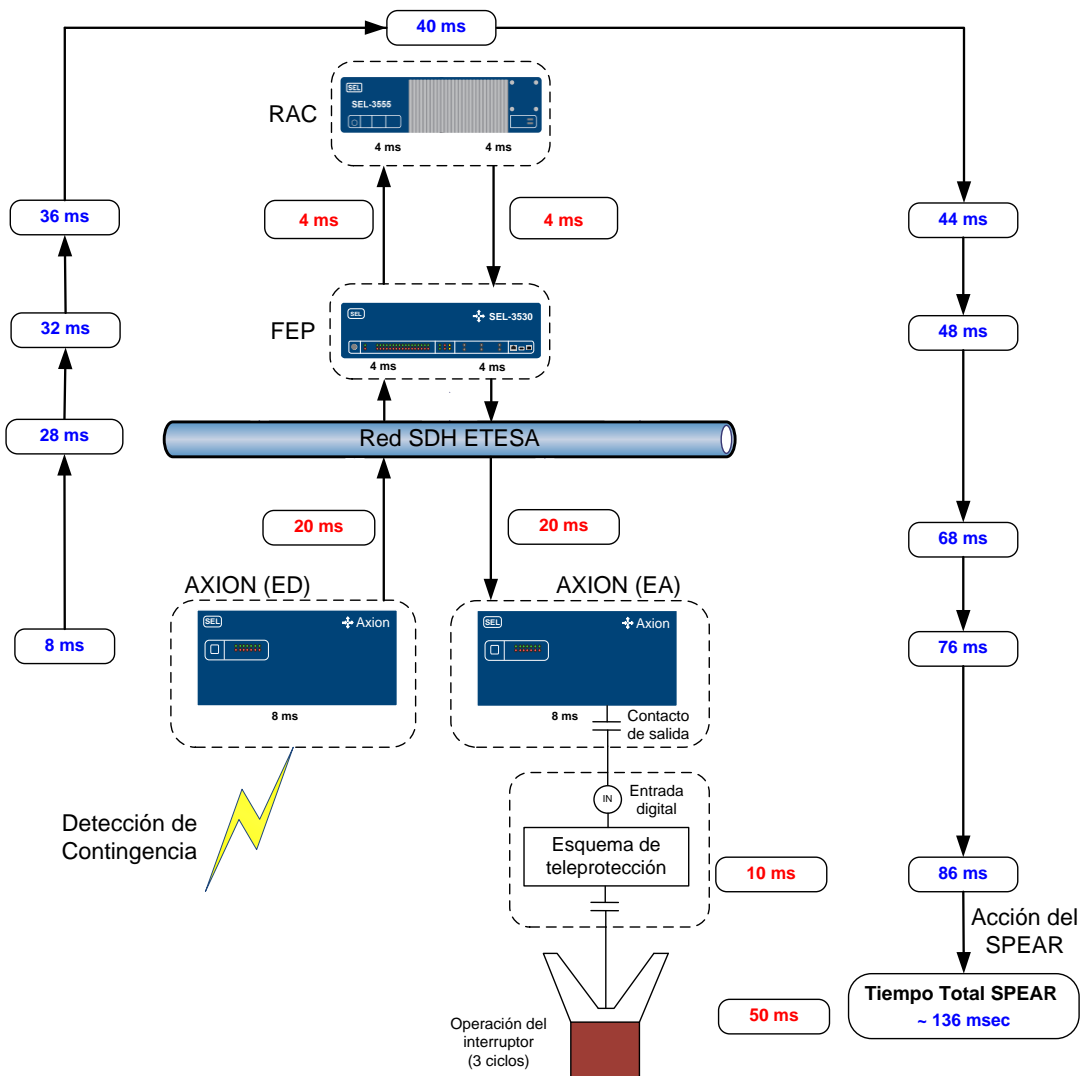 40 ms
RAC
SEL
SEL-3555
4 ms
4 ms
36 ms
4 ms
4 ms
44 ms
32 ms
FEP
SEL
SEL-3530
48 ms
4 ms
4 ms
28 ms
Red SDH ETESA
20 ms
20 ms
68 ms
AXION (ED)
AXION (EA)
SEL
Axion
SEL
Axion
8 ms
76 ms
8 ms
8 ms
Contacto
de salida
IN
Entrada
digital
Detección de
Contingencia
Esquema de
teleprotección
10 ms
86 ms
Acción del
SPEAR
Tiempo Total SPEAR
~ 136 msec
50 ms
Operación del
interruptor
(3 ciclos)